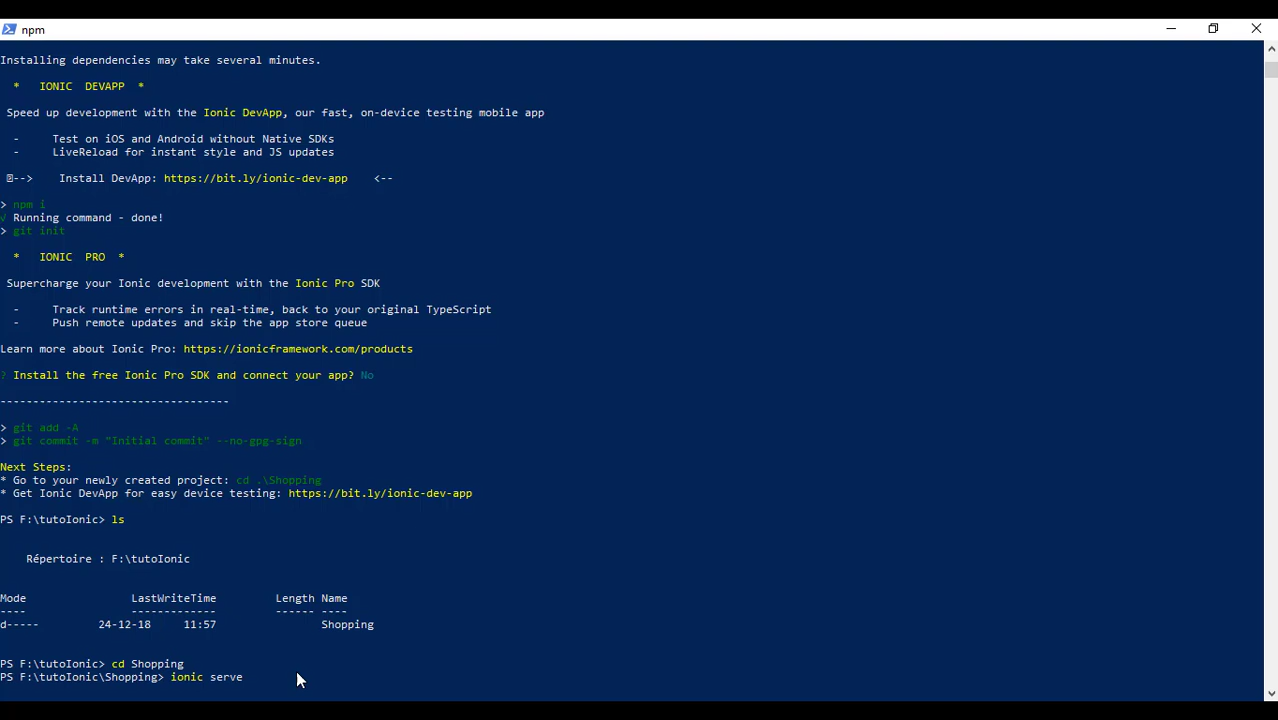 npm
Installing dependencies may take several minutes.
* IONIC DEVAPP *
Speed up development with the Ionic DevApp, our fast, on-device testing mobile app
- Test on iOS and Android without Native SDKs
- LiveReload for instant style and JS updates
--> Install DevApp: https://bit.ly/ionic-dev-app <--
> npm i
√ Running command - done!
> git init
* IONIC PRO *
Supercharge your Ionic development with the Ionic Pro SDK
- Track runtime errors in real-time, back to your original TypeScript
- Push remote updates and skip the app store queue
Learn more about Ionic Pro: https://ionicframework.com/products
? Install the free Ionic Pro SDK and connect your app? No
-----------------------------------
> git add -A
> git commit -m "Initial commit" --no-gpg-sign
Next Steps:
* Go to your newly created project: cd .\Shopping
* Get Ionic DevApp for easy device testing: https://bit.ly/ionic-dev-app
PS F:\tutoIonic> ls
Répertoire : F:\tutoIonic
Mode LastWriteTime Length Name
---- ------------- ------ ----
d----- 24-12-18 11:57 Shopping
PS F:\tutoIonic> cd Shopping
PS F:\tutoIonic\Shopping> ionic serve